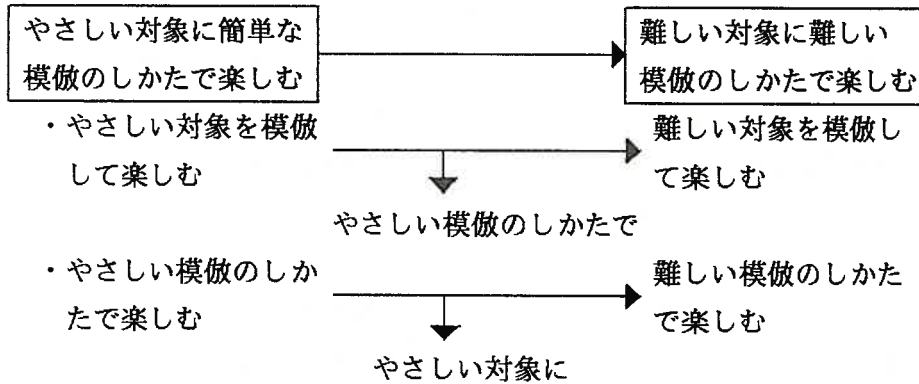 やさしい対象に簡単な
模倣のしかたで楽しむ
難しい対象に難しい
模倣のしかたで楽しむ
・やさしい対象を模倣
して楽しむ
難しい対象を模倣し
て楽しむ
やさしい模倣のしかたで
・やさしい模倣のしか
たで楽しむ
難しい模倣のしかた
で楽しむ
やさしい対象に